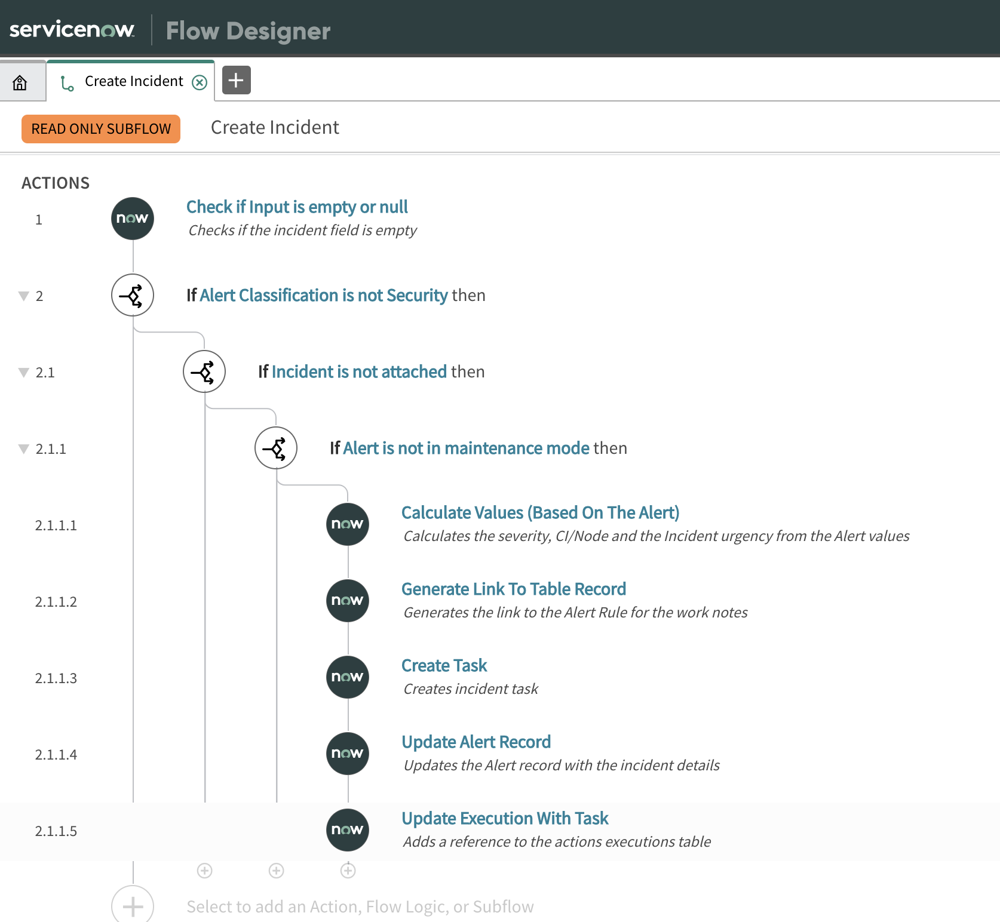 servicenow Flow Designer
Create Incident
READ ONLY SUBFLOW Create Incident
ACTIONS
1 now Check if Input is empty or null
Checks if the incident field is empty
2 If Alert Classification is not Security then
2.1 If Incident is not attached then
2.1.1 If Alert is not in maintenance mode then
2.1.1.1 now Calculate Values (Based On The Alert)
Calculates the severity, CI/Node and the Incident urgency from the Alert values
2.1.1.2 now Generate Link To Table Record
Generates the link to the Alert Rule for the work notes
2.1.1.3 now Create Task
Creates incident task
2.1.1.4 now Update Alert Record
Updates the Alert record with the incident details
2.1.1.5 now Update Execution With Task
Adds a reference to the actions executions table
Select to add an Action, Flow Logic, or Subflow